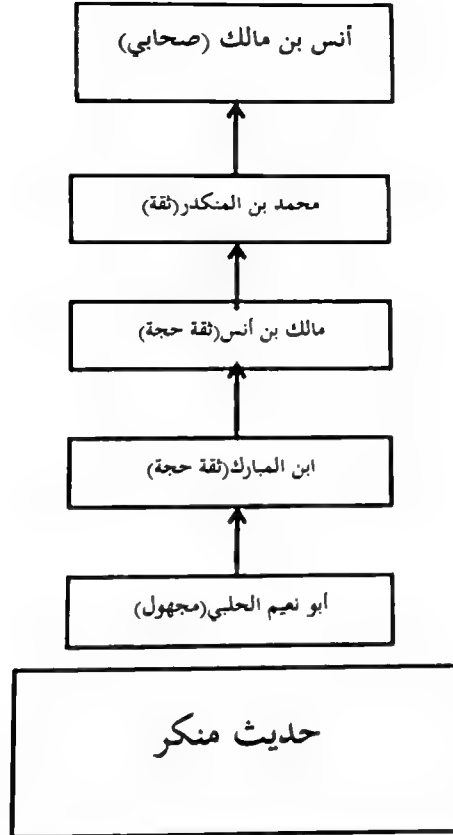 أنس بن مالك (صحابي)
محمد بن المنكدر(ثقة)
مالك بن أنس(ثقة حجة)
ابن المبارك(ثقة حجة)
أبو نعيم الحلبي(مجهول)
حديث منكر